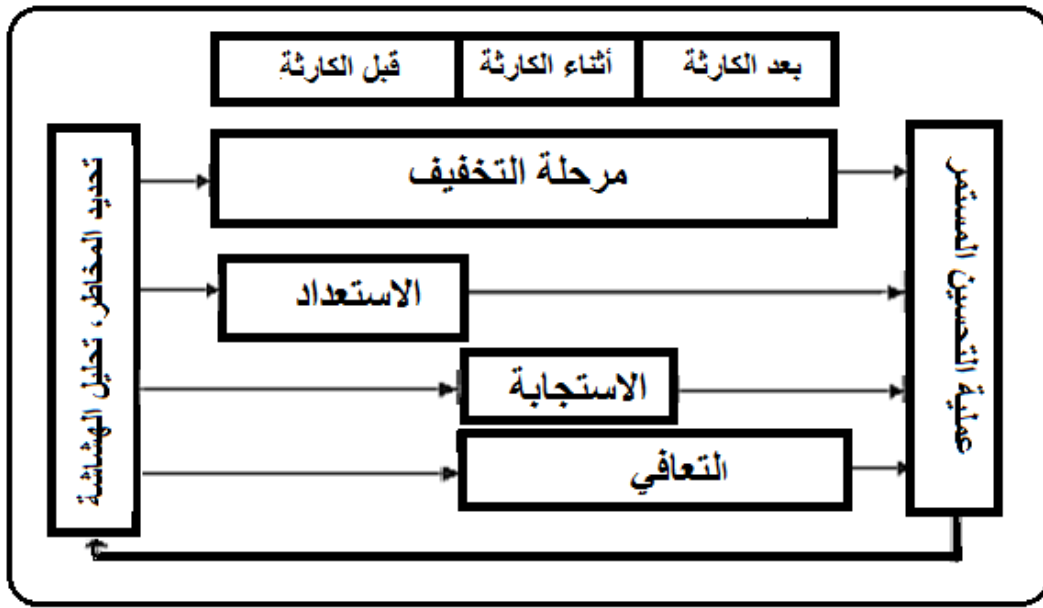 بعد الكارثة
أثناء الكارثة
قبل الكارثة
مرحلة التخفيف
الاستعداد
الاستجابة
التعافي
عملية التحسين المستمر
تحديد المخاطر، تحليل الهشاشة